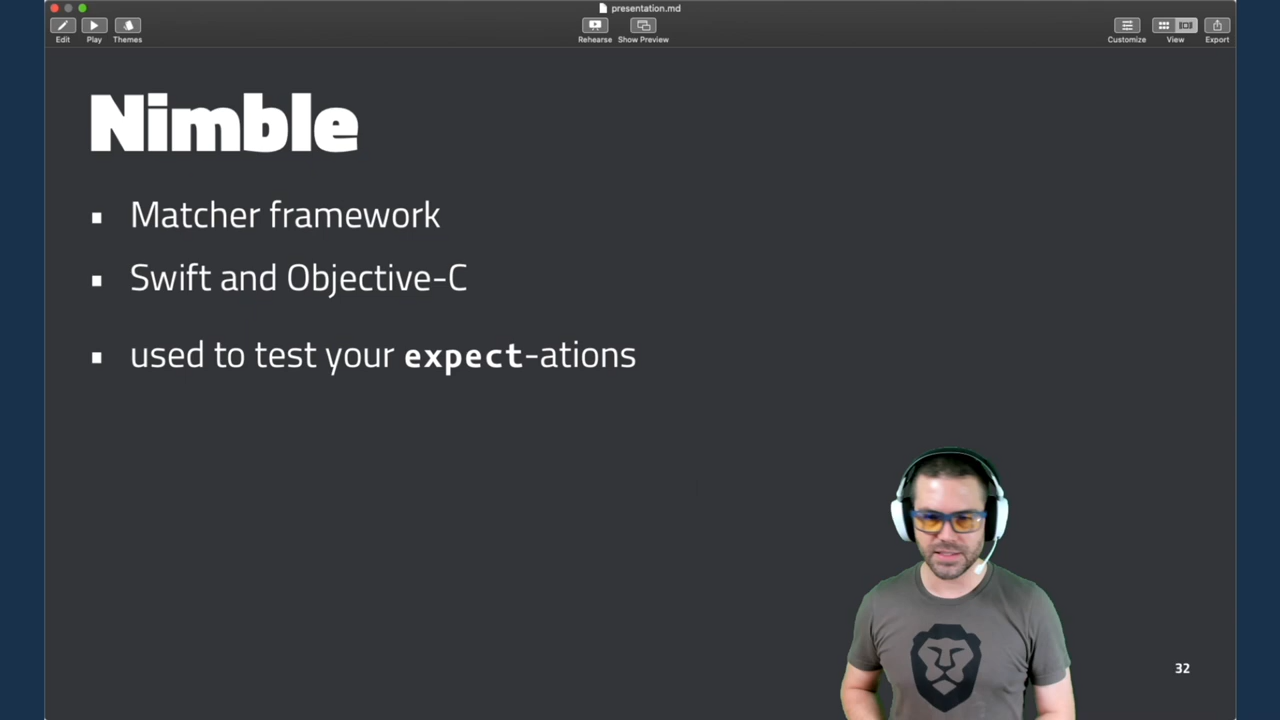 presentation.md
Edit
Play
Themes
Rehearse
Show Preview
Customize
View
Export
Nimble
Matcher framework
Swift and Objective-C
used to test your expect-ations
32